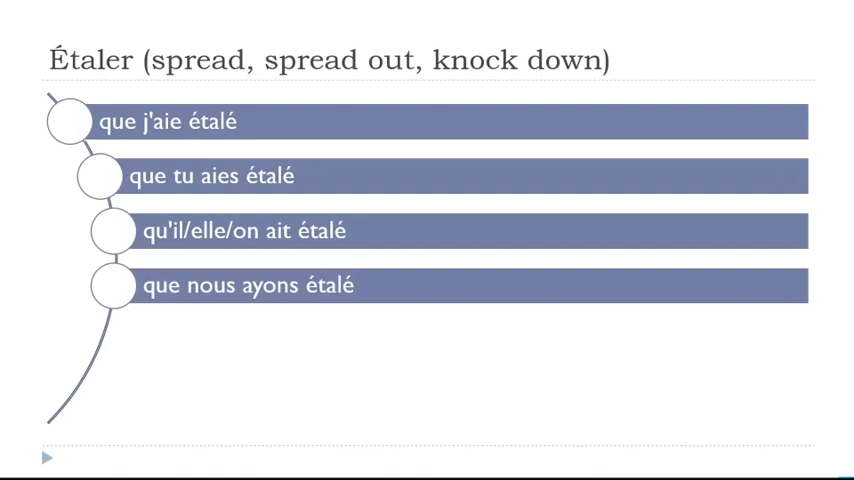 Étaler (spread, spread out, knock down)
que j'aie étalé
que tu aies étalé
qu'il/elle/on ait étalé
que nous ayons étalé